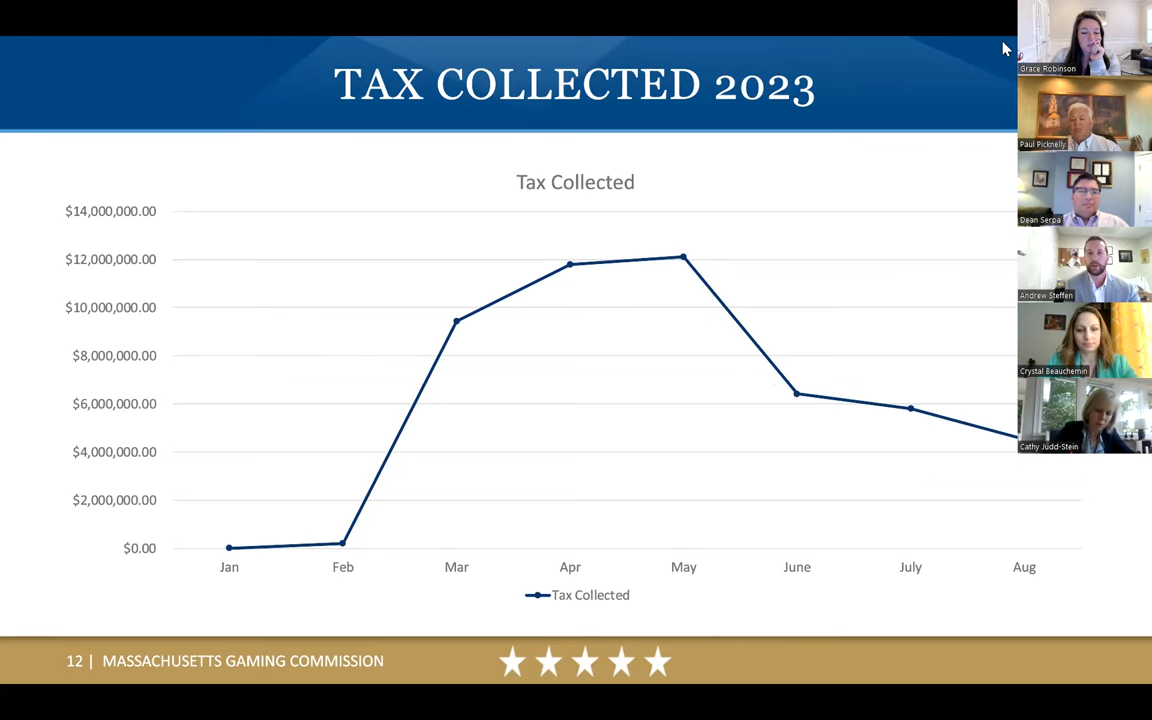 TAX COLLECTED 2023
Tax Collected
$14,000,000.00
$12,000,000.00
$10,000,000.00
$8,000,000.00
$6,000,000.00
$4,000,000.00
$2,000,000.00
$0.00
Jan Feb Mar Apr May June July Aug
Tax Collected
12 | MASSACHUSETTS GAMING COMMISSION
Grace Robinson
Paul Picknelly
Dean Serpa
Andrew Steffen
Crystal Beauchemin
Cathy Judd-Stein